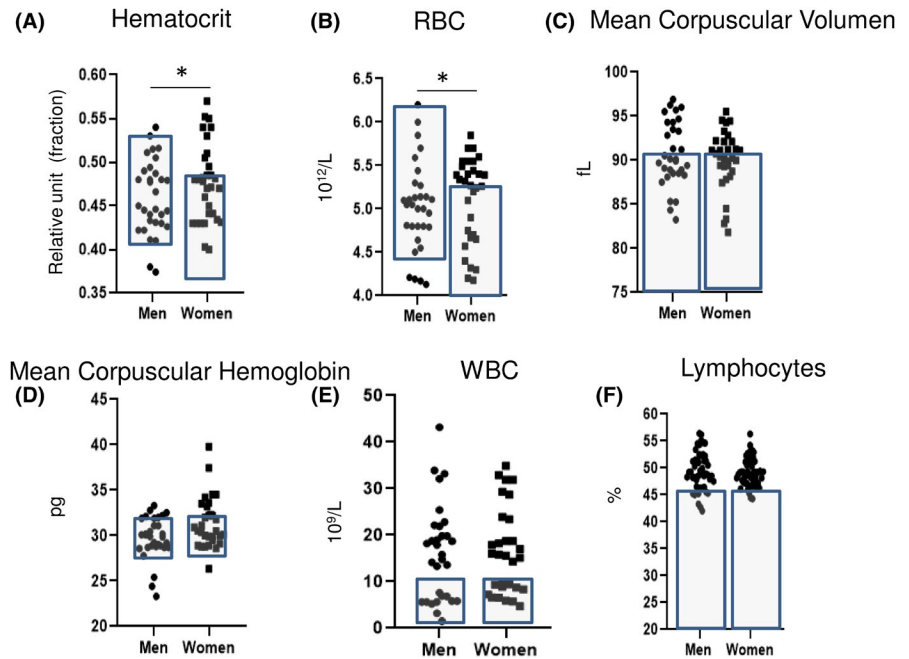 (A) Hematocrit
Relative unit (fraction)
0.60
0.55
0.50
0.45
0.40
0.35
*
Men Women
(B) RBC
10¹²/L
6.5
6.0
5.5
5.0
4.5
4.0
*
Men Women
(C) Mean Corpuscular Volumen
fL
100
95
90
85
80
75
Men Women
Mean Corpuscular Hemoglobin
(D)
pg
45
40
35
30
25
20
Men Women
WBC
(E)
10⁹/L
50
40
30
20
10
0
Men Women
Lymphocytes
(F)
%
60
55
50
45
40
35
30
25
20
Men Women